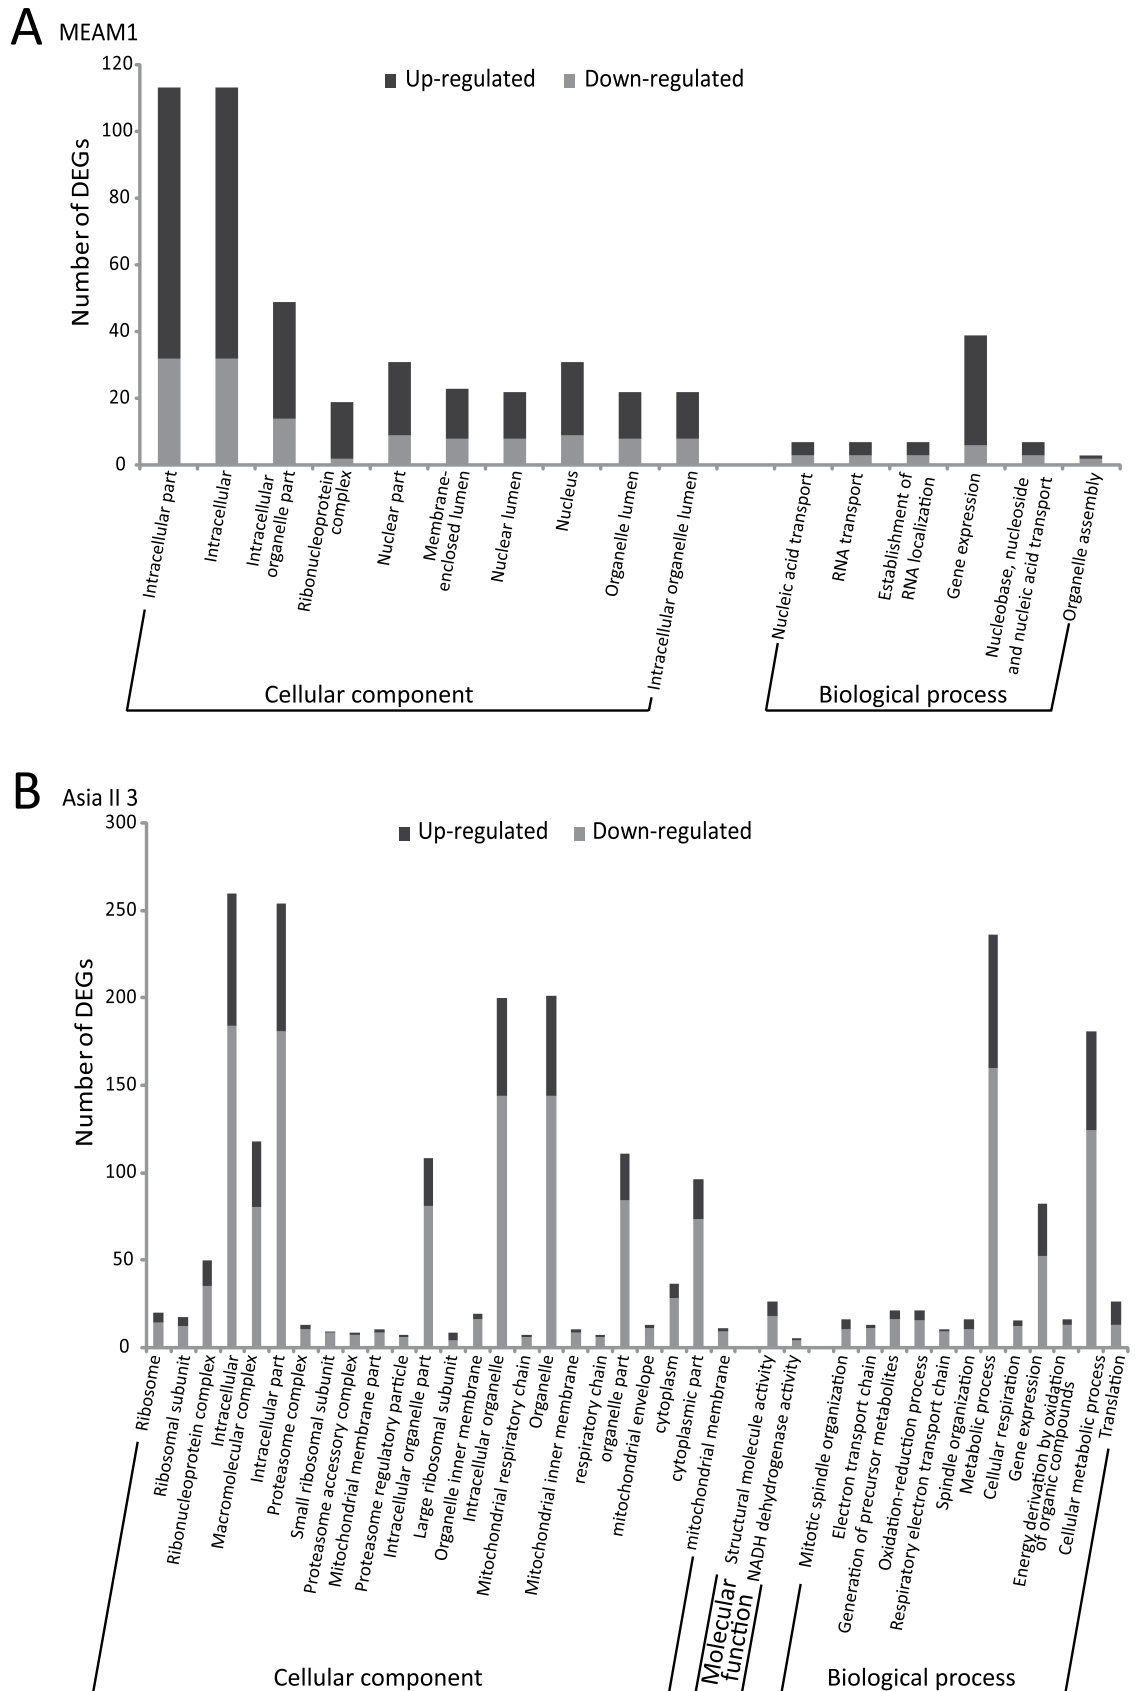 A MEAM1
Up-regulated Down-regulated
Number of DEGs
120
100
80
60
40
20
0
Intracellular part
Intracellular
Intracellular
organelle part
Ribonucleoprotein
complex
Nuclear part
Membrane-
enclosed lumen
Nuclear lumen
Nucleus
Organelle lumen
Intracellular organelle lumen
Nucleic acid transport
RNA transport
Establishment of
RNA localization
Gene expression
Nucleobase, nucleoside
and nucleic acid transport
Organelle assembly
Cellular component
Biological process
B Asia II 3
Up-regulated Down-regulated
Number of DEGs
300
250
200
150
100
50
0
Ribosome
Ribosomal subunit
Ribonucleoprotein complex
Intracellular
Macromolecular complex
Intracellular part
Proteasome complex
Small ribosomal subunit
Proteasome accessory complex
Mitochondrial membrane part
Proteasome regulatory particle
Intracellular organelle part
Large ribosomal subunit
Organelle inner membrane
Intracellular organelle
Mitochondrial respiratory chain
Organelle
Mitochondrial inner membrane
respiratory chain
organelle part
mitochondrial envelope
cytoplasm
cytoplasmic part
mitochondrial membrane
Structural molecule activity
NADH dehydrogenase activity
Mitotic spindle organization
Electron transport chain
Generation of precursor metabolites
Oxidation-reduction process
Respiratory electron transport chain
Spindle organization
Metabolic process
Cellular respiration
Gene expression
Energy derivation by oxidation
of organic compounds
Cellular metabolic process
Translation
Cellular component
Molecular
function
Biological process